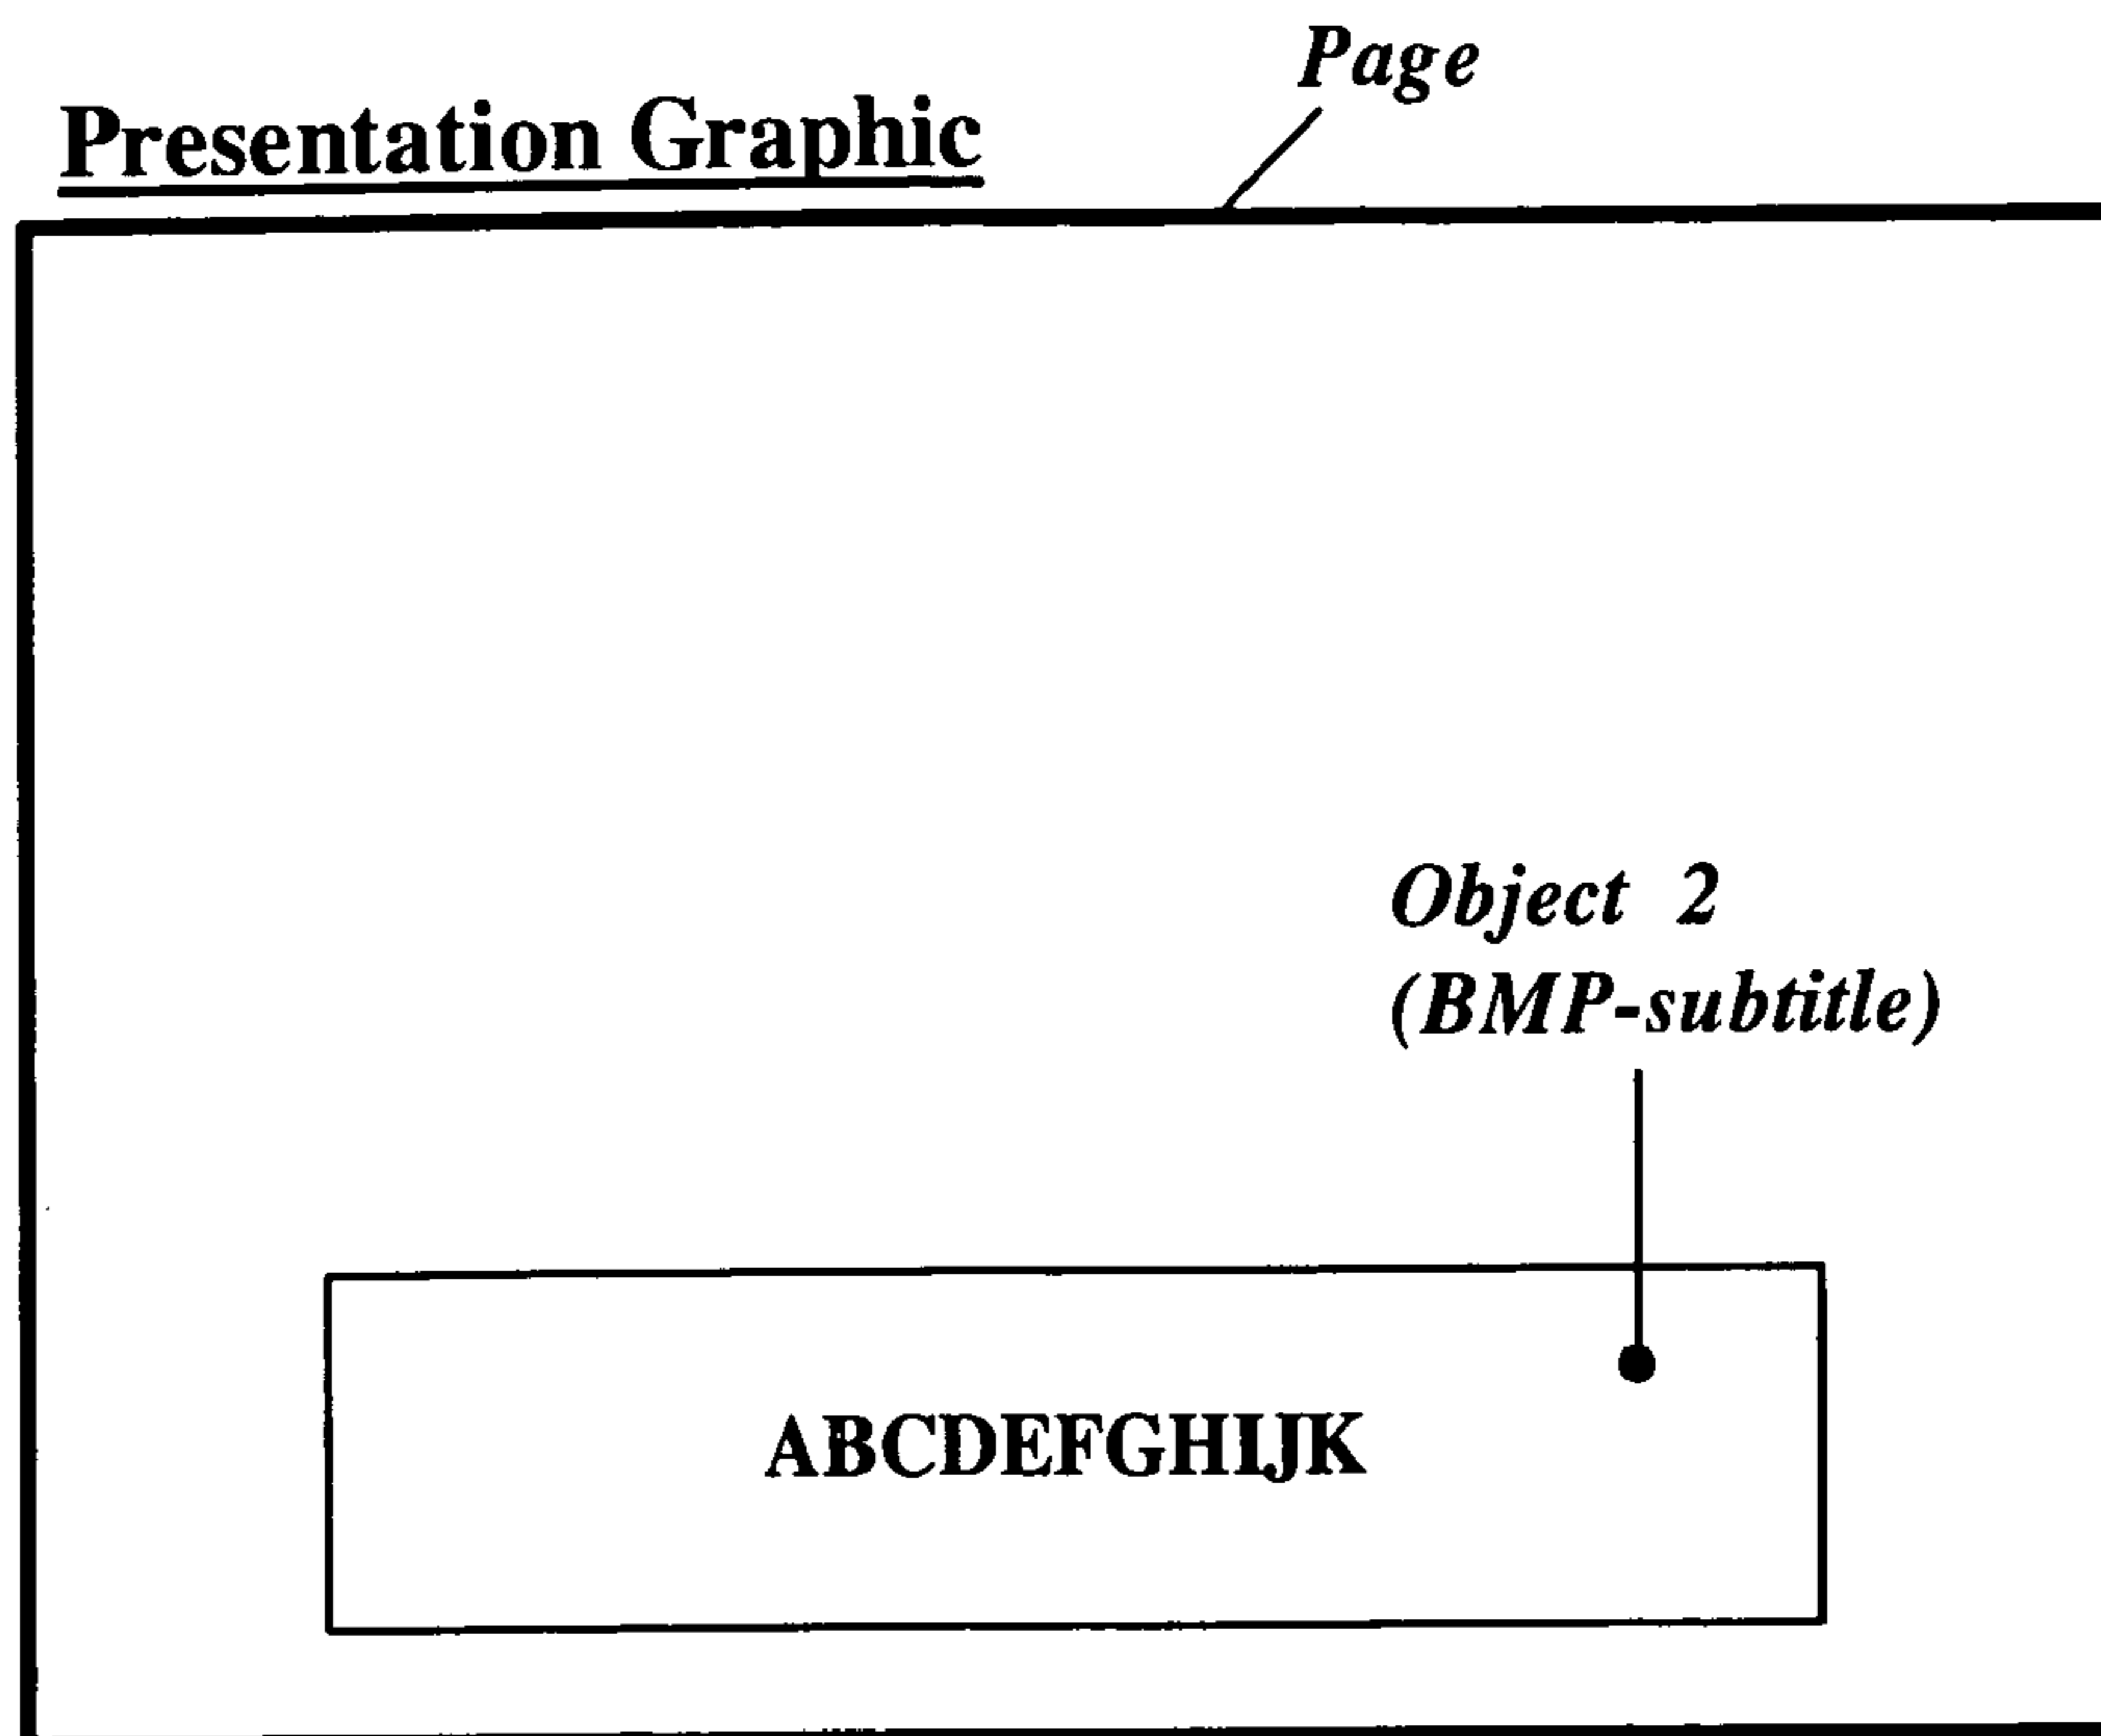 Page
Presentation Graphic
Object 2
(BMP-subtitle)
ABCDEFGHIJK